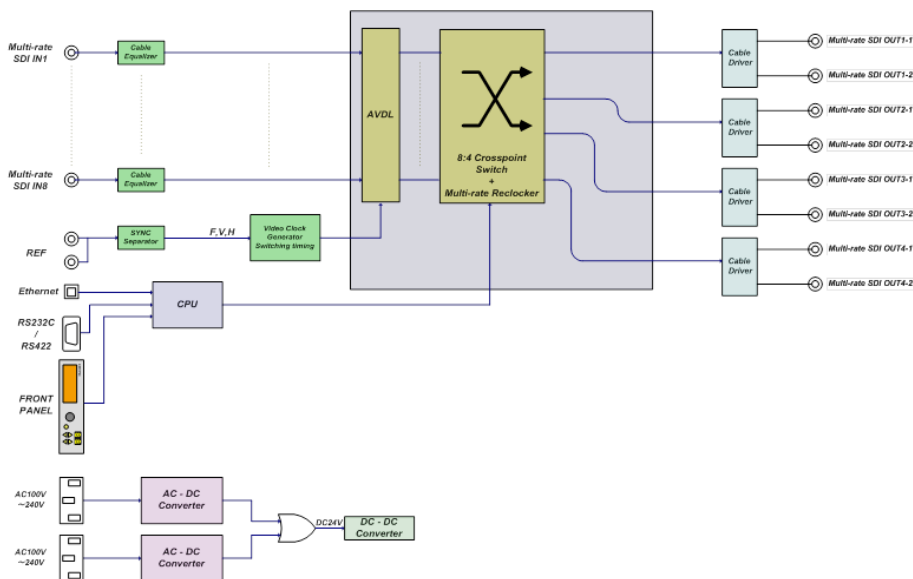 Multi-rate
SDI IN1
Cable
Equalizer
Multi-rate
SDI IN8
Cable
Equalizer
REF
SYNC
Separator
F,V,H
Video Clock
Generator
Switching timing
AVDL
8:4 Crosspoint
Switch
+
Multi-rate Reclocker
Cable
Driver
Multi-rate SDI OUT1-1
Multi-rate SDI OUT1-2
Cable
Driver
Multi-rate SDI OUT2-1
Multi-rate SDI OUT2-2
Cable
Driver
Multi-rate SDI OUT3-1
Multi-rate SDI OUT3-2
Cable
Driver
Multi-rate SDI OUT4-1
Multi-rate SDI OUT4-2
Ethernet
RS232C
/
RS422
CPU
FRONT
PANEL
AC100V
~240V
AC - DC
Converter
AC100V
~240V
AC - DC
Converter
DC24V
DC - DC
Converter